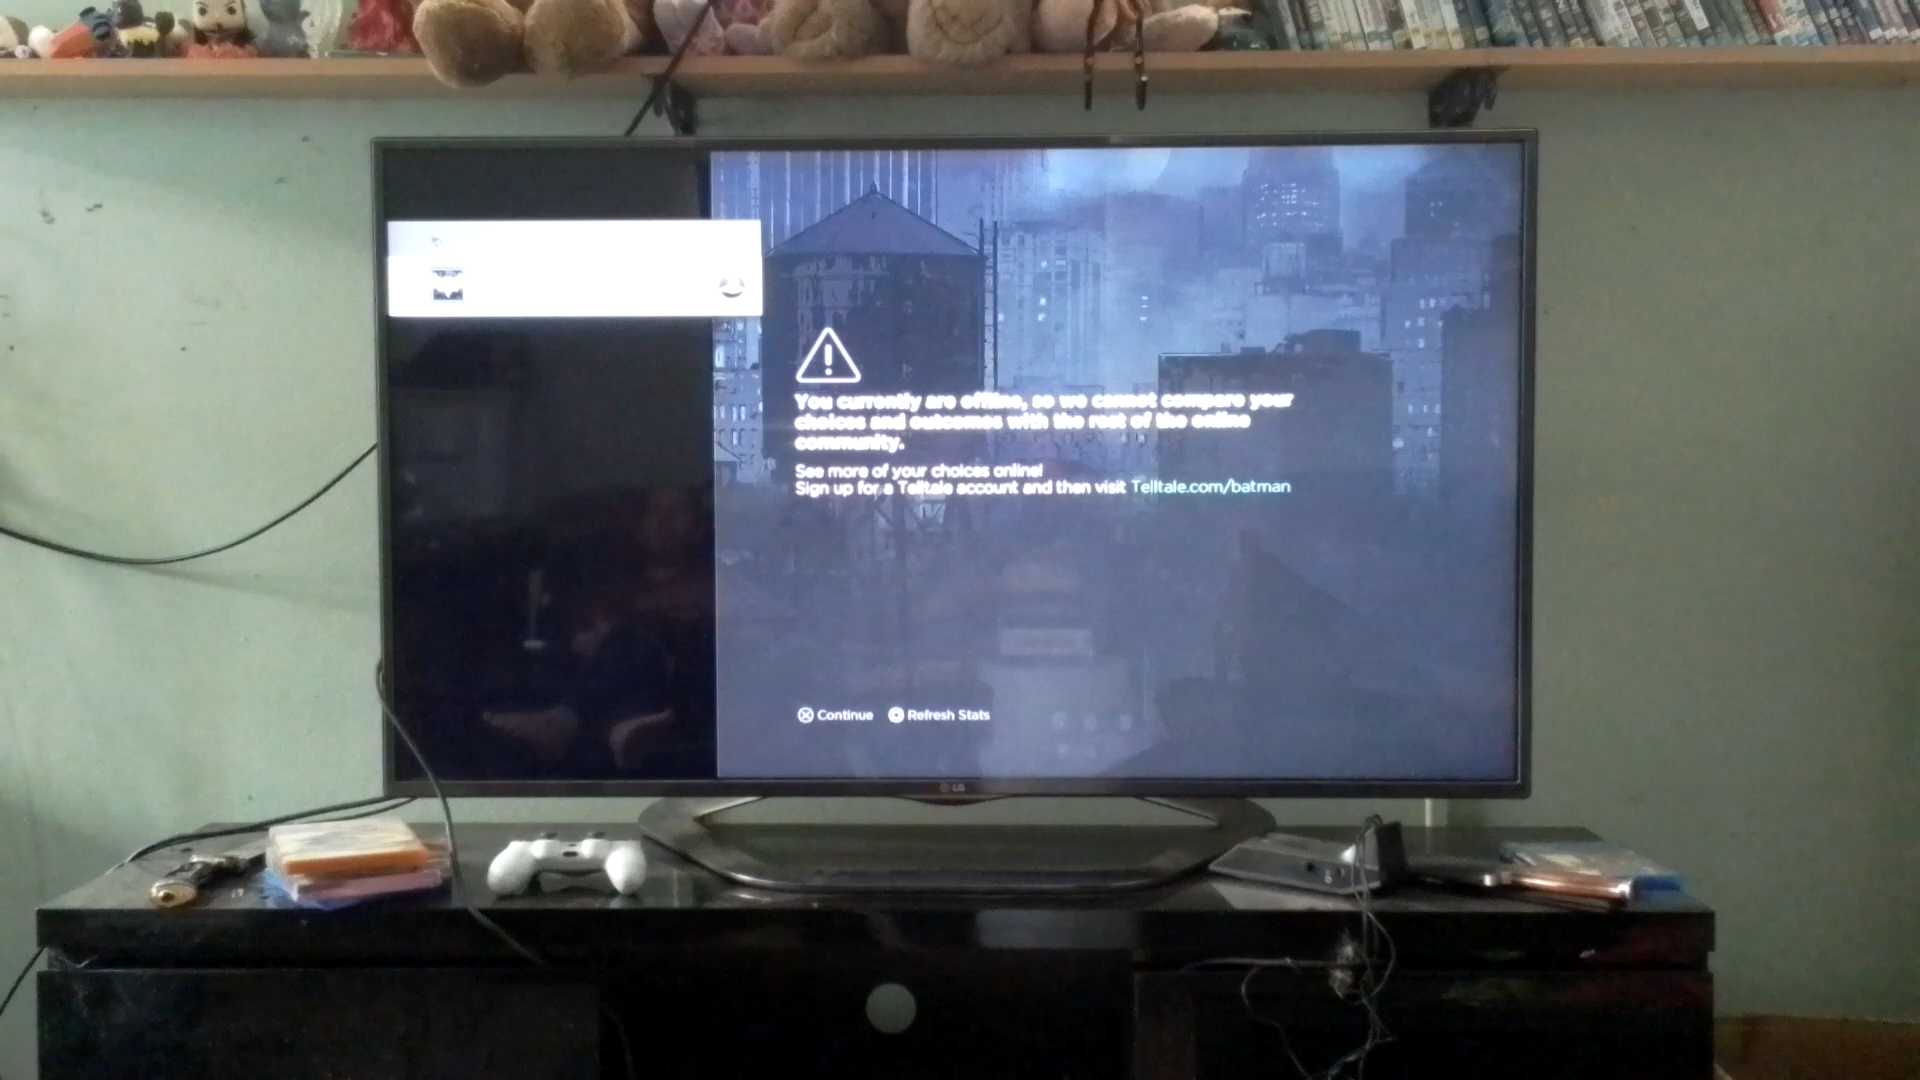 You currently are offline, so we cannot compare your
choices and outcomes with the rest of the online
community.
See more of your choices online!
Sign up for a Telltale account and then visit Telltale.com/batman
Continue Refresh Stats
LG